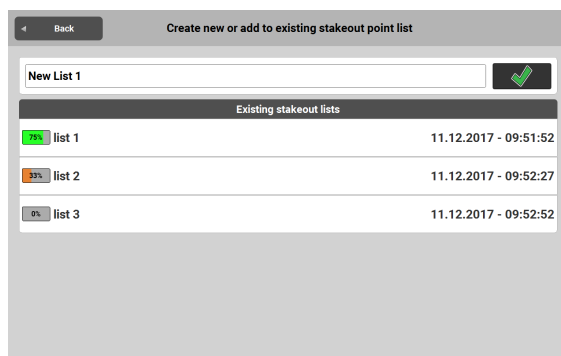 Back
Create new or add to existing stakeout point list
New List 1
Existing stakeout lists
75% list 1 11.12.2017 - 09:51:52
33% list 2 11.12.2017 - 09:52:27
0% list 3 11.12.2017 - 09:52:52